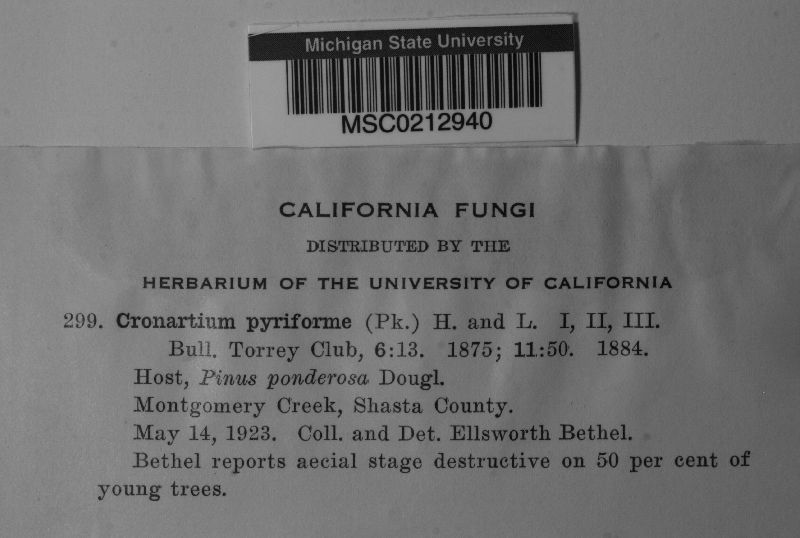 Michigan State University
MSC0212940
CALIFORNIA FUNGI
DISTRIBUTED BY THE
HERBARIUM OF THE UNIVERSITY OF CALIFORNIA
299. Cronartium pyriforme (Pk.) H. and L. I, II, III.
Bull. Torrey Club, 6:13. 1875; 11:50. 1884.
Host, Pinus ponderosa Dougl.
Montgomery Creek, Shasta County.
May 14, 1923. Coll. and Det. Ellsworth Bethel.
Bethel reports aecial stage destructive on 50 per cent of
young trees.